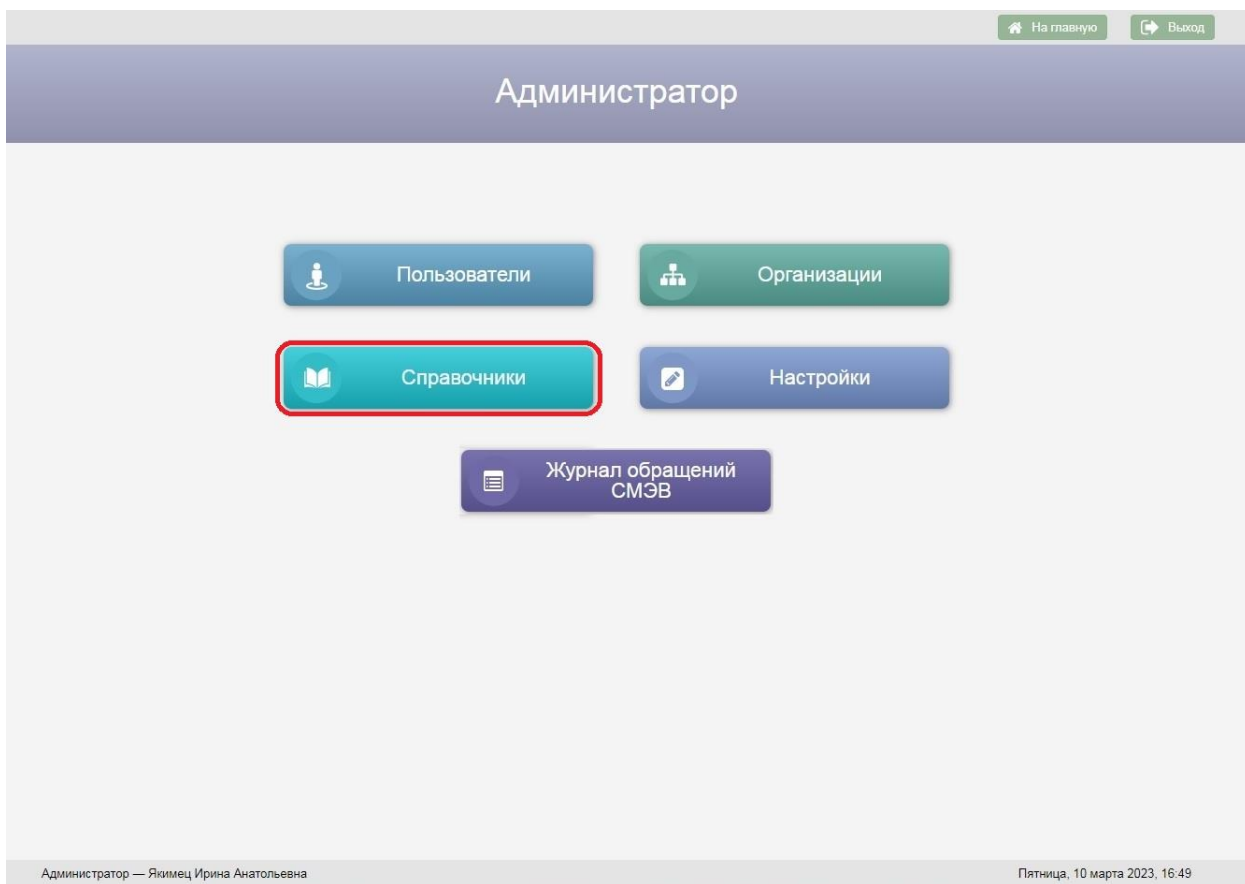 На главную
Выход
Администратор
Пользователи
Организации
Справочники
Настройки
Журнал обращений
СМЭВ
Администратор — Якимец Ирина Анатольевна
Пятница, 10 марта 2023, 16:49